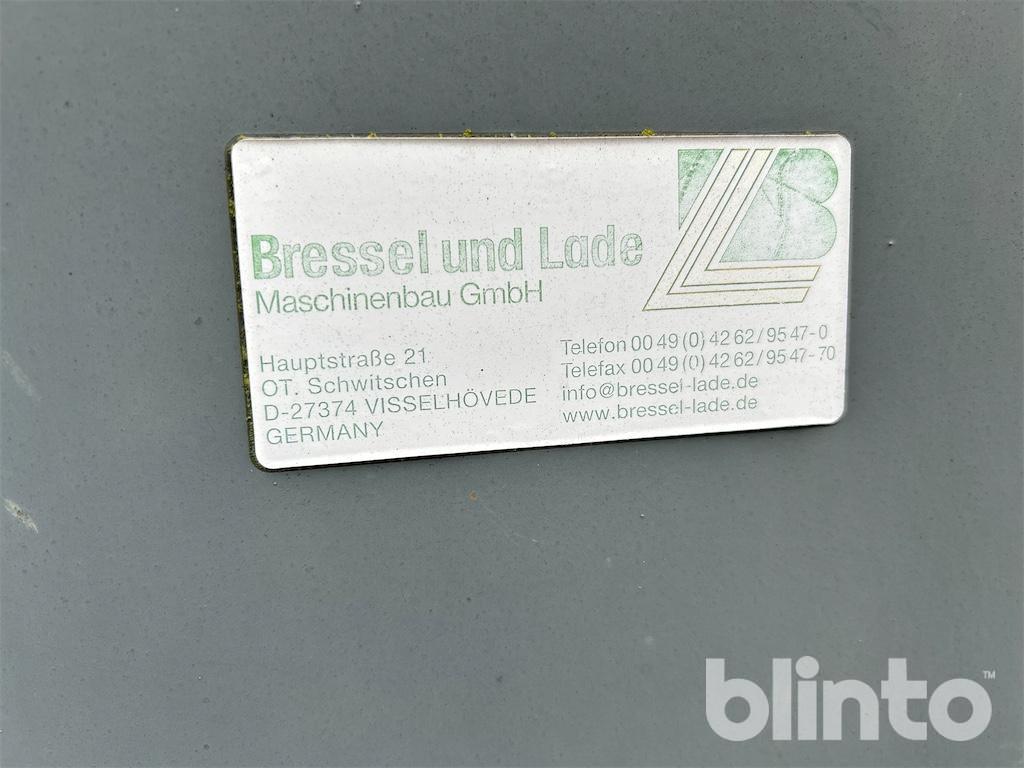 LB
Bressel und Lade
Maschinenbau GmbH
Hauptstraße 21
OT. Schwitschen
D-27374 VISSELHÖVEDE
GERMANY
Telefon 00 49 (0) 42 62 / 95 47-0
Telefax 00 49 (0) 42 62 / 95 47-70
info@bressel-lade.de
www.bressel-lade.de
blinto™